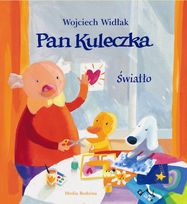 Wojciech Widłak
Pan Kuleczka
Światło
Media Rodzina